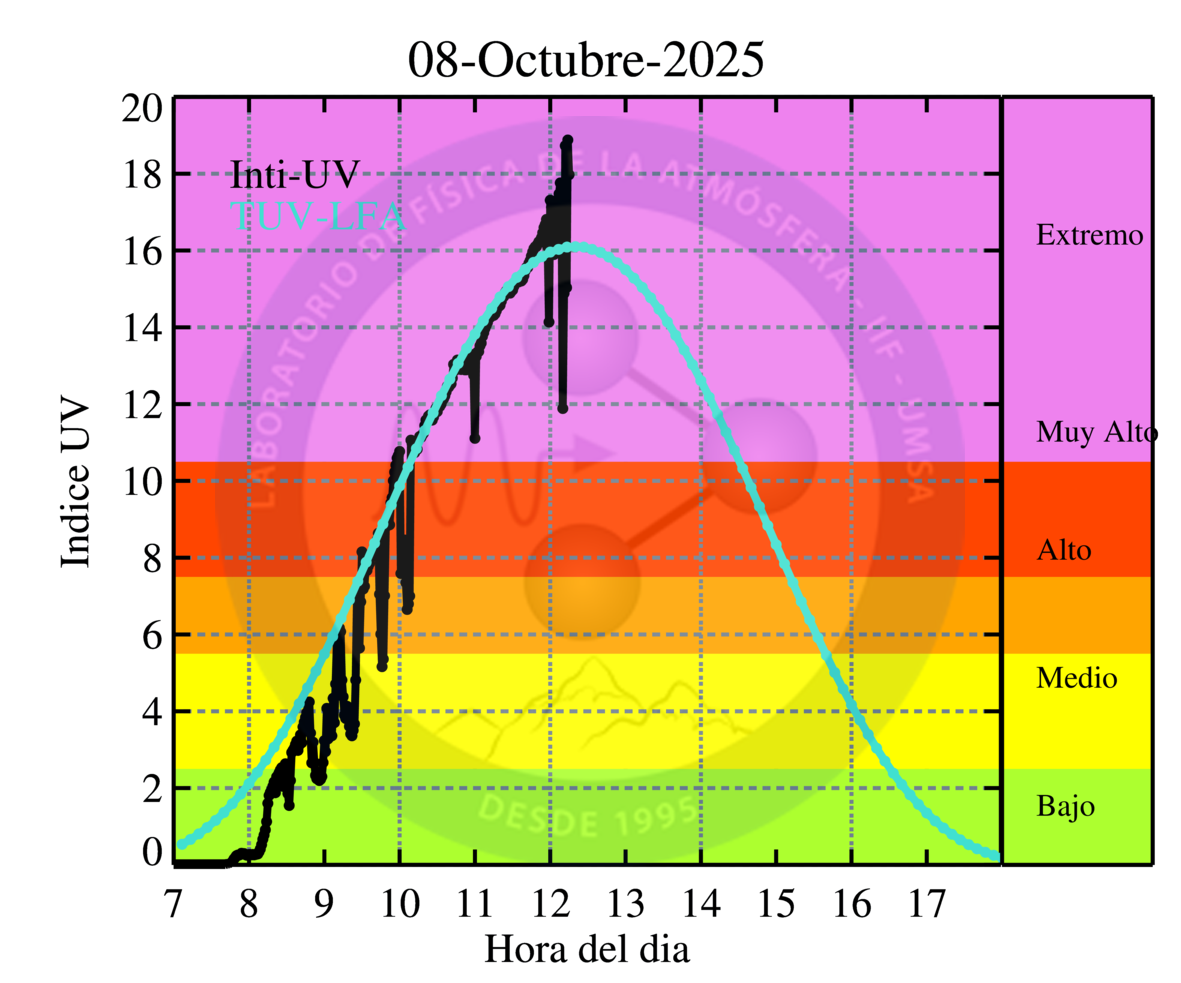 08-Octubre-2025
20
18
16
14
12
10
8
6
4
2
0
Indice UV
Inti-UV
TUV-LFA
LABORATORIO DE FÍSICA DE LA ATMÓSFERA - IIF - UMSA
DESDE 1995
Extremo
Muy Alto
Alto
Medio
Bajo
7 8 9 10 11 12 13 14 15 16 17
Hora del dia